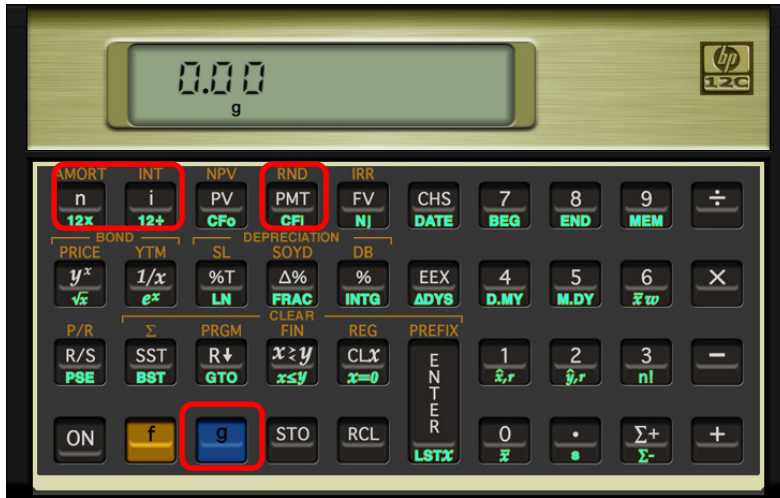 0.00
g
hp
12C
AMORT INT NPV RND IRR
n i PV PMT FV CHS 7 8 9 ÷
12x 12÷ CFo CFj Nj DATE BEG END MEM
BOND DEPRECIATION
PRICE YTM SL SOYD DB
yˣ 1/x %T Δ% % EEX 4 5 6 ×
√x eˣ LN FRAC INTG ΔDYS D.MY M.DY x̄w
CLEAR
P/R Σ PRGM FIN REG PREFIX
R/S SST R↓ x≷y CLx ENTER 1 2 3 −
PSE BST GTO x≤y x=0 x̂,r ŷ,r n!
ON f g STO RCL 0 . Σ+ +
LSTx x̄ s Σ-